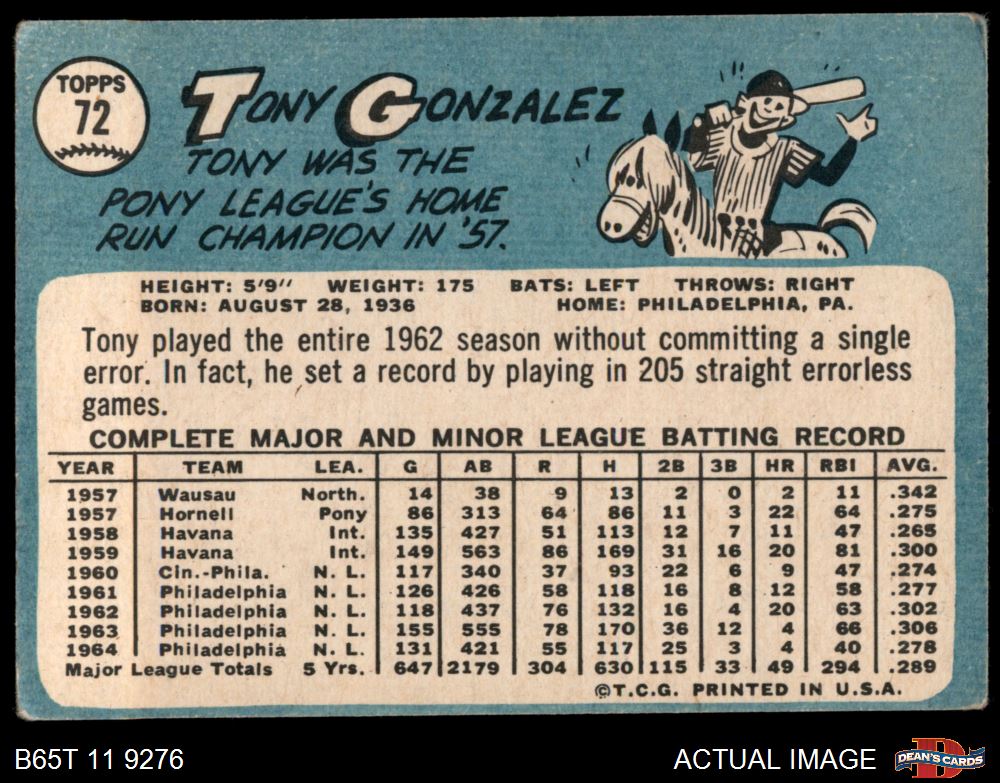 TOPPS
72
TONY GONZALEZ
TONY WAS THE
PONY LEAGUE'S HOME
RUN CHAMPION IN '57.
HEIGHT: 5'9" WEIGHT: 175 BATS: LEFT THROWS: RIGHT
BORN: AUGUST 28, 1936 HOME: PHILADELPHIA, PA.
Tony played the entire 1962 season without committing a single
error. In fact, he set a record by playing in 205 straight errorless
games.
COMPLETE MAJOR AND MINOR LEAGUE BATTING RECORD
YEAR TEAM LEA. G AB R H 2B 3B HR RBI AVG.
1957 Wausau North. 14 38 9 13 2 0 2 11 .342
1957 Hornell Pony 86 313 64 86 11 3 22 64 .275
1958 Havana Int. 135 427 51 113 12 7 11 47 .265
1959 Havana Int. 149 563 86 169 31 16 20 81 .300
1960 Cin.-Phila. N. L. 117 340 37 93 22 6 9 47 .274
1961 Philadelphia N. L. 126 426 58 118 16 8 12 58 .277
1962 Philadelphia N. L. 118 437 76 132 16 4 20 63 .302
1963 Philadelphia N. L. 155 555 78 170 36 12 4 66 .306
1964 Philadelphia N. L. 131 421 55 117 25 3 4 40 .278
Major League Totals 5 Yrs. 647 2179 304 630 115 33 49 294 .289
©T.C.G. PRINTED IN U.S.A.
B65T 11 9276 ACTUAL IMAGE
DEAN'S CARDS